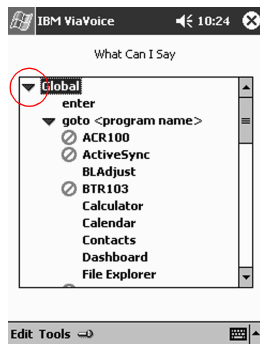 IBM ViaVoice 10:24
What Can I Say
Global
enter
goto <program name>
ACR100
ActiveSync
BLAdjust
BTR103
Calculator
Calendar
Contacts
Dashboard
File Explorer
Edit Tools